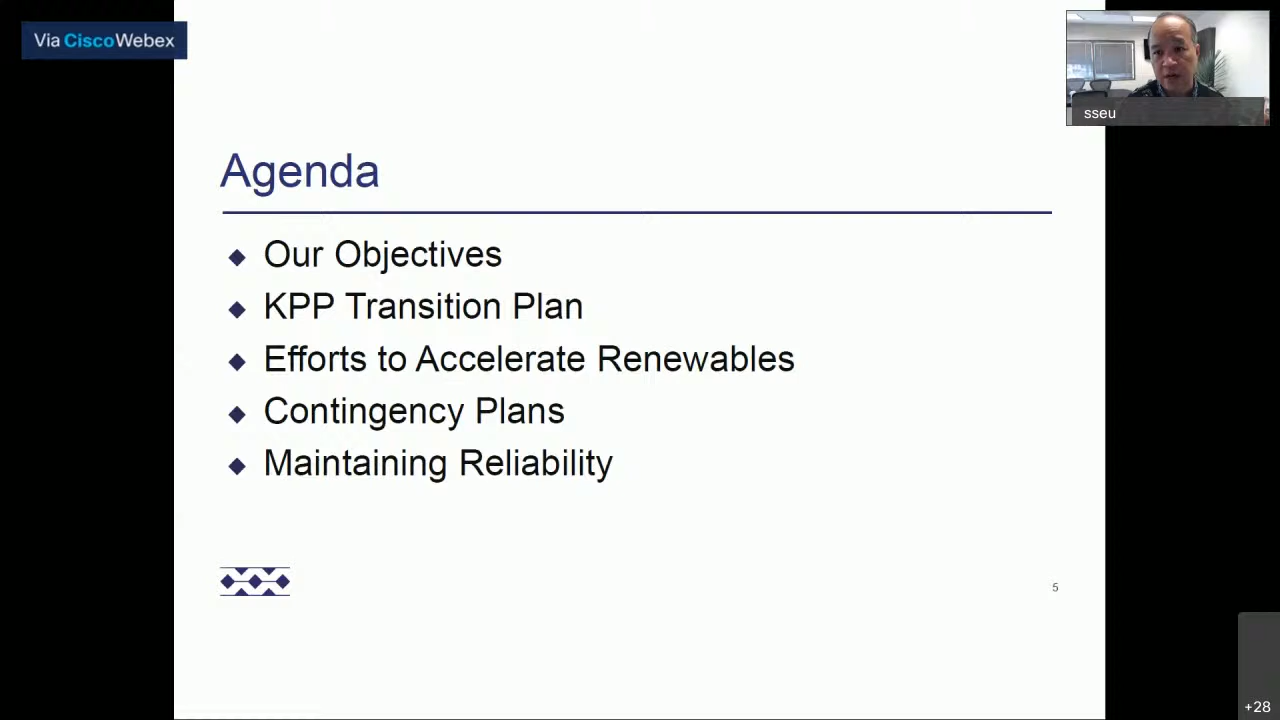 Via CiscoWebex
sseu
Agenda
Our Objectives
KPP Transition Plan
Efforts to Accelerate Renewables
Contingency Plans
Maintaining Reliability
5
+28